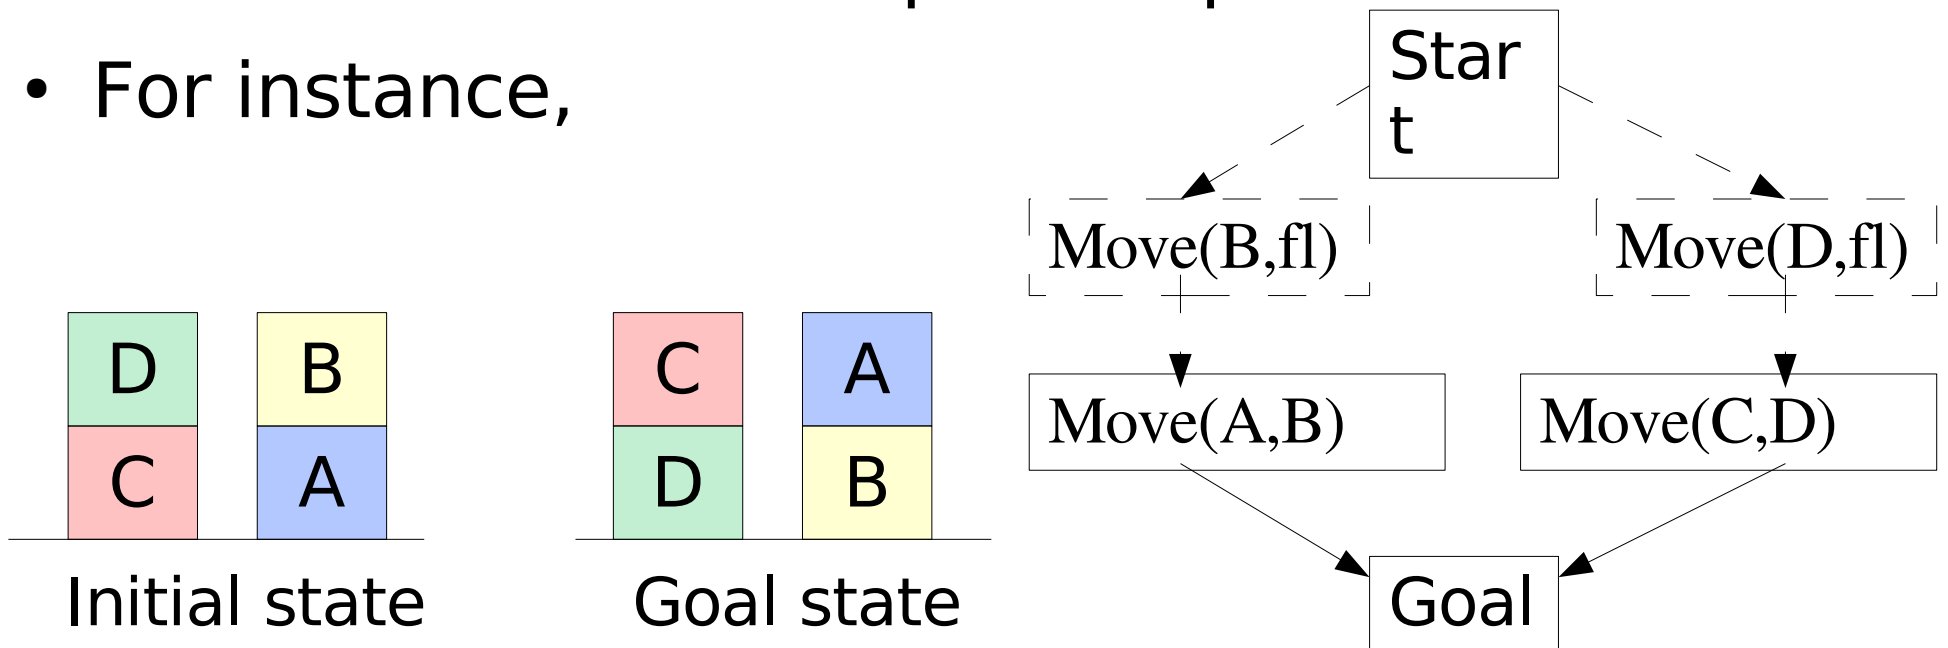 • For instance,
Star
t
Move(B,fl)
Move(D,fl)
D
B
C
A
C
A
D
B
Move(A,B)
Move(C,D)
Initial state
Goal state
Goal